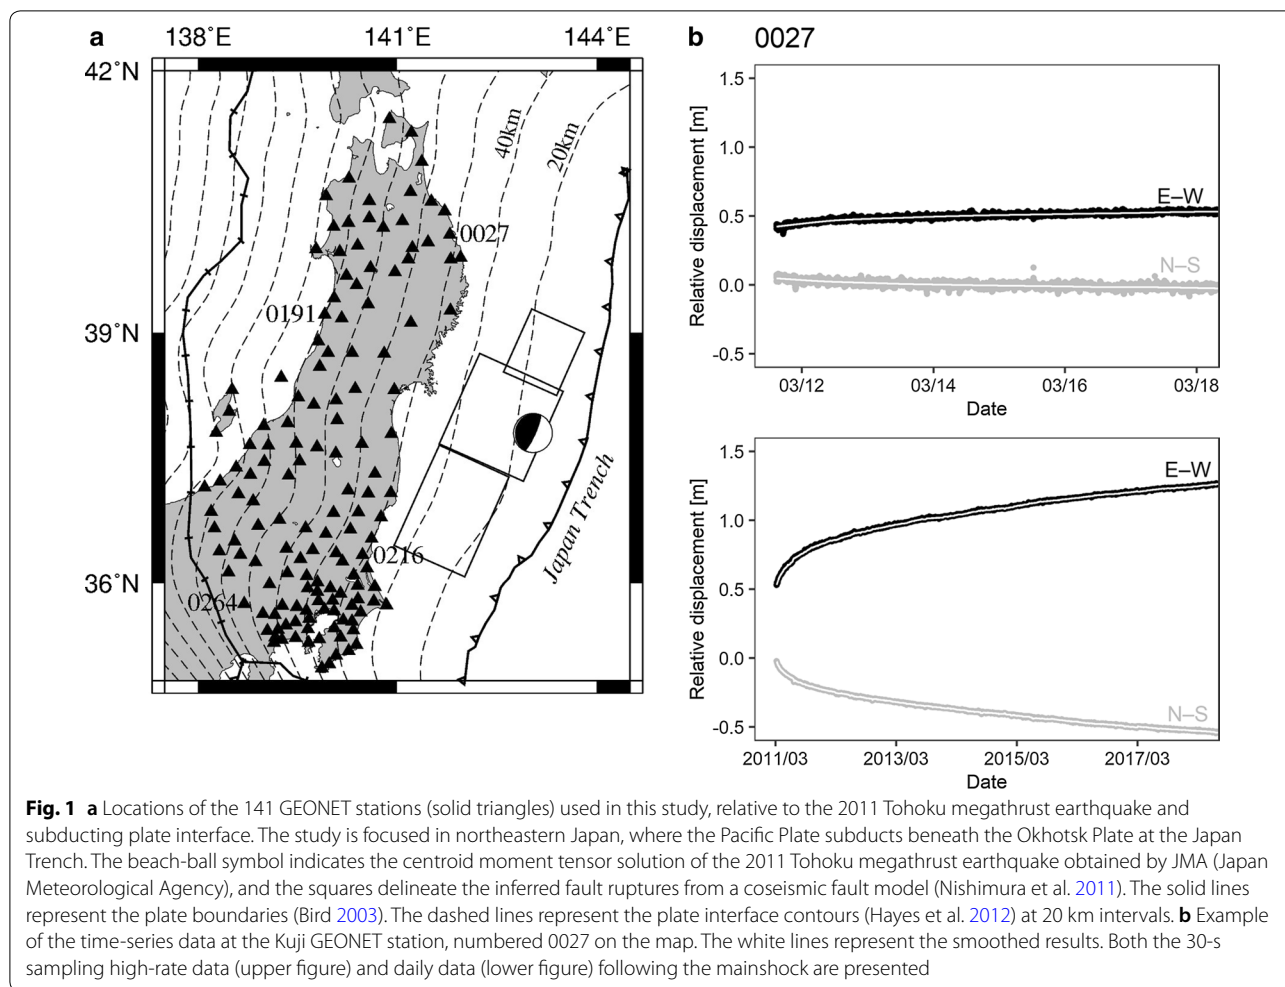 a
138˚E
141˚E
144˚E
42˚N
39˚N
36˚N
40km
20km
0027
0191
0216
0264
Japan Trench
b
0027
Relative displacement [m]
1.5
1.0
0.5
0.0
-0.5
E–W
N–S
03/12
03/14
03/16
03/18
Date
Relative displacement [m]
1.5
1.0
0.5
0.0
-0.5
E–W
N–S
2011/03
2013/03
2015/03
2017/03
Date
Fig. 1 a Locations of the 141 GEONET stations (solid triangles) used in this study, relative to the 2011 Tohoku megathrust earthquake and
subducting plate interface. The study is focused in northeastern Japan, where the Pacific Plate subducts beneath the Okhotsk Plate at the Japan
Trench. The beach-ball symbol indicates the centroid moment tensor solution of the 2011 Tohoku megathrust earthquake obtained by JMA (Japan
Meteorological Agency), and the squares delineate the inferred fault ruptures from a coseismic fault model (Nishimura et al. 2011). The solid lines
represent the plate boundaries (Bird 2003). The dashed lines represent the plate interface contours (Hayes et al. 2012) at 20 km intervals. b Example
of the time-series data at the Kuji GEONET station, numbered 0027 on the map. The white lines represent the smoothed results. Both the 30-s
sampling high-rate data (upper figure) and daily data (lower figure) following the mainshock are presented